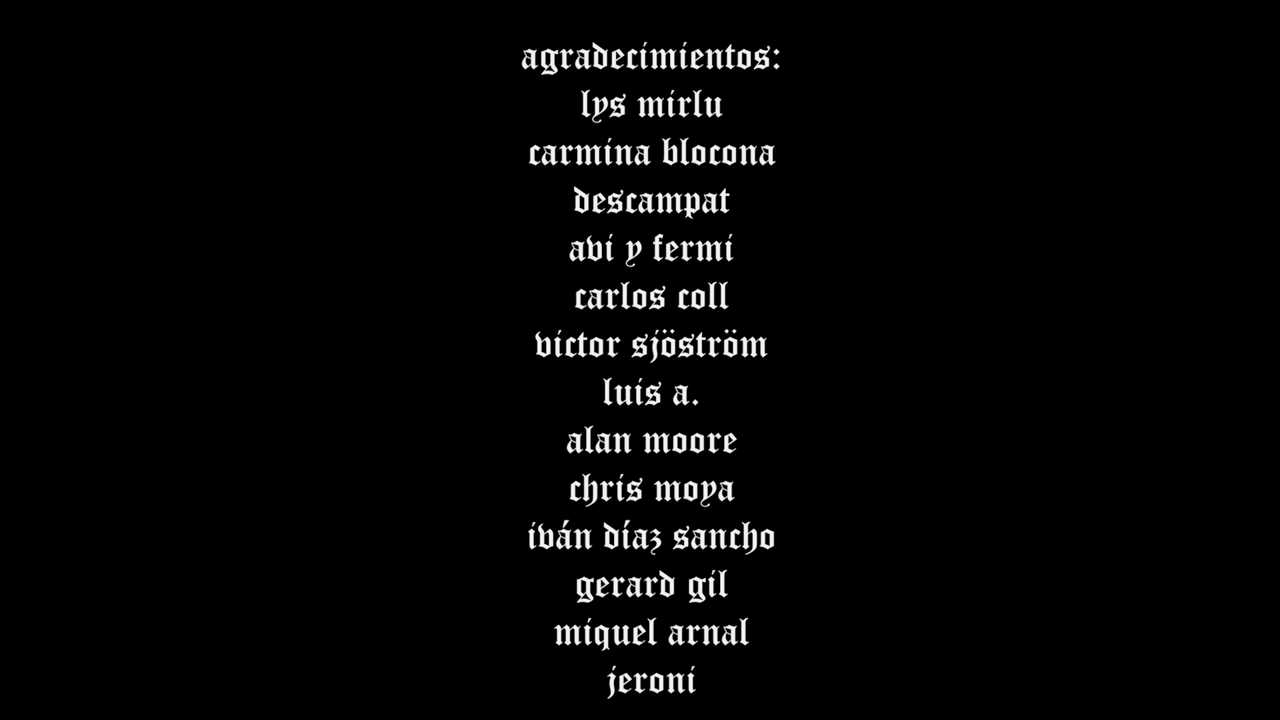 agradecimientos:
lys mirlu
carmina blocona
descampat
avi y fermi
carlos coll
victor sjöström
luis a.
alan moore
chris moya
iván díaz sancho
gerard gil
miquel arnal
jeroni